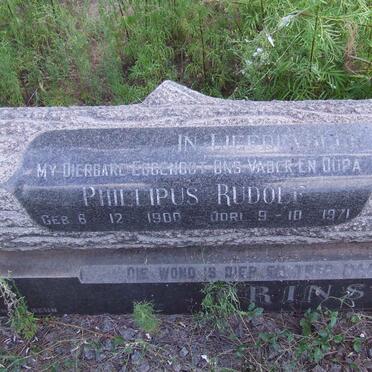 IN LIEFDEVOLLE
MY DIERBARE EGGENOOT ONS VADER EN OUPA
PHILLIPUS RUDOLF
GEB 6 - 12 - 1900 OORL 9 - 10 - 1971
DIE WOND IS DIEP
RINS